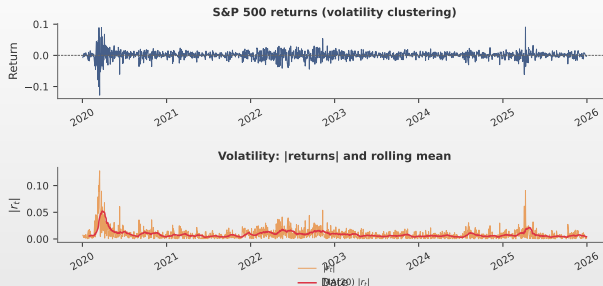 S&P 500 returns (volatility clustering)
Return
0.1
0.0
−0.1
2020 2021 2022 2023 2024 2025 2026
Volatility: |returns| and rolling mean
|rₜ|
0.10
0.05
0.00
2020 2021 2022 2023 2024 2025 2026
|rₜ|